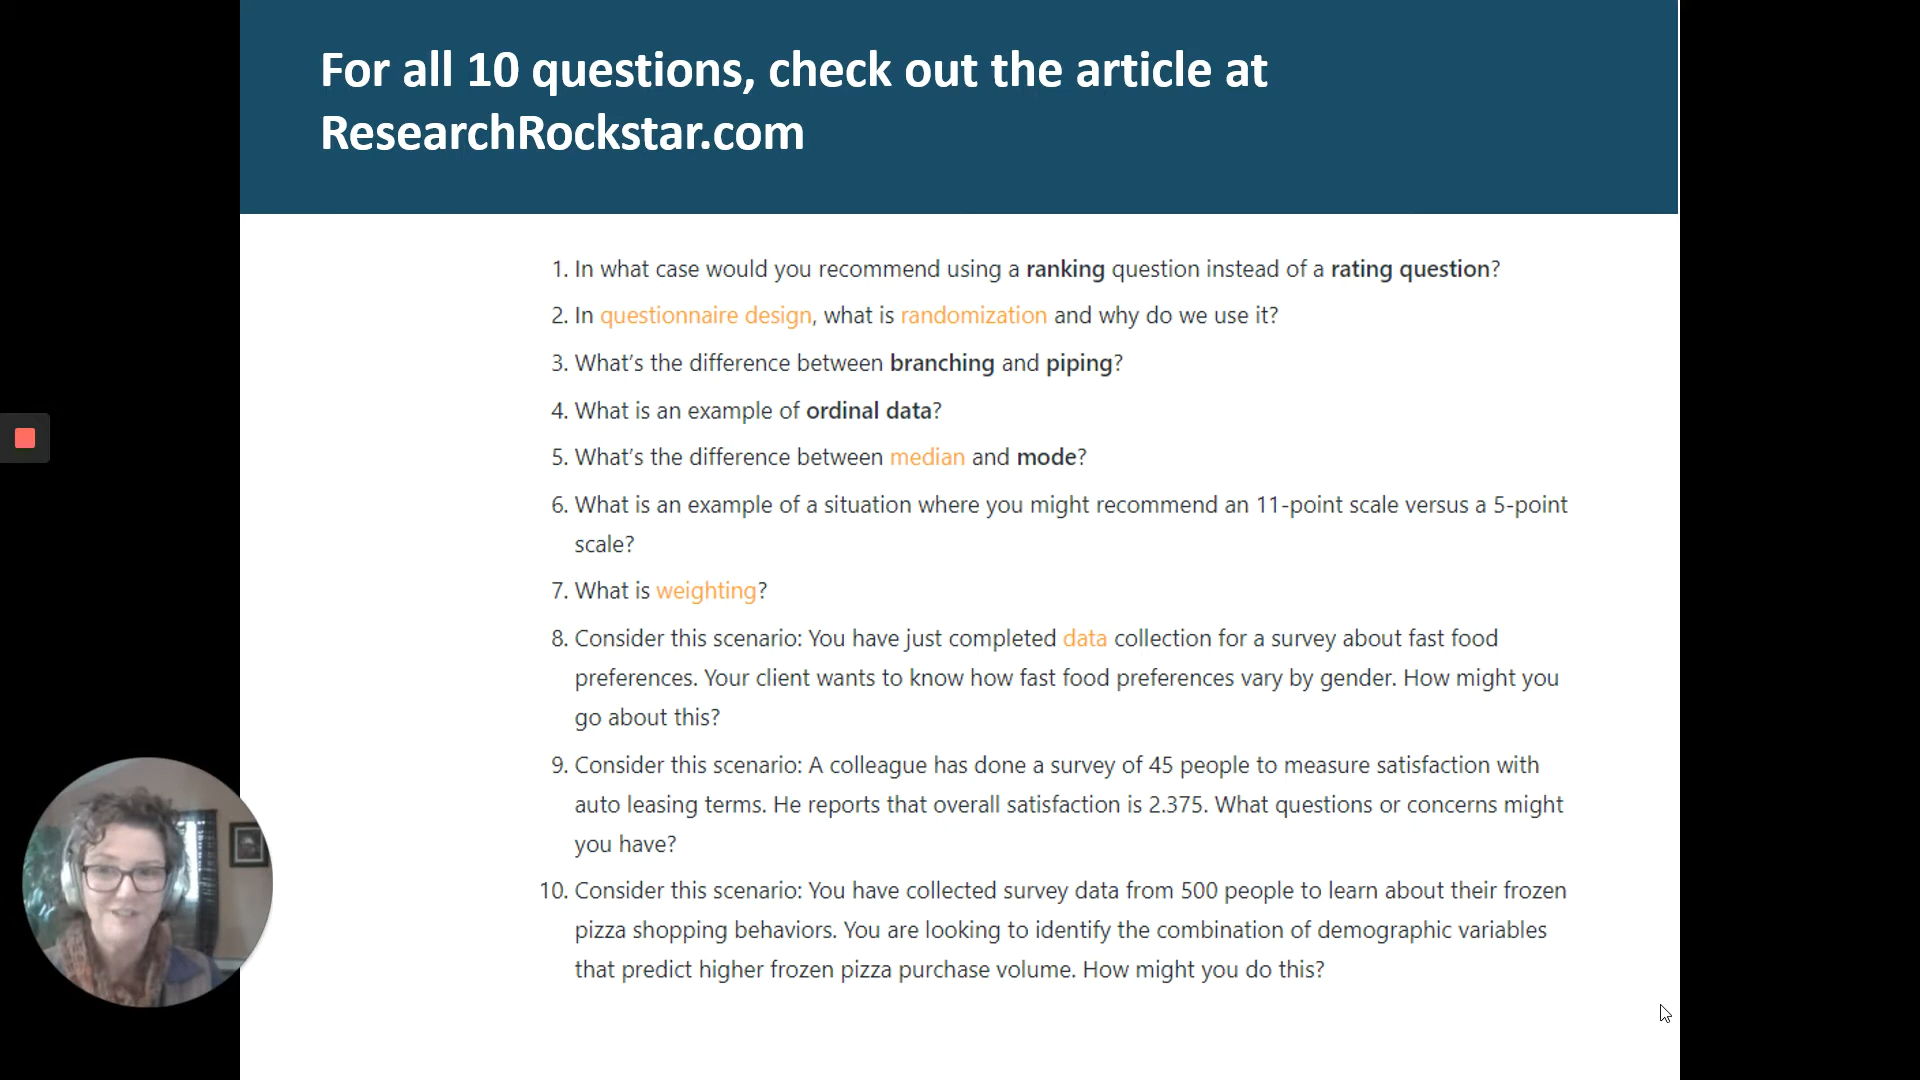 For all 10 questions, check out the article at
ResearchRockstar.com
1. In what case would you recommend using a ranking question instead of a rating question?
2. In questionnaire design, what is randomization and why do we use it?
3. What’s the difference between branching and piping?
4. What is an example of ordinal data?
5. What’s the difference between median and mode?
6. What is an example of a situation where you might recommend an 11-point scale versus a 5-point
scale?
7. What is weighting?
8. Consider this scenario: You have just completed data collection for a survey about fast food
preferences. Your client wants to know how fast food preferences vary by gender. How might you
go about this?
9. Consider this scenario: A colleague has done a survey of 45 people to measure satisfaction with
auto leasing terms. He reports that overall satisfaction is 2.375. What questions or concerns might
you have?
10. Consider this scenario: You have collected survey data from 500 people to learn about their frozen
pizza shopping behaviors. You are looking to identify the combination of demographic variables
that predict higher frozen pizza purchase volume. How might you do this?